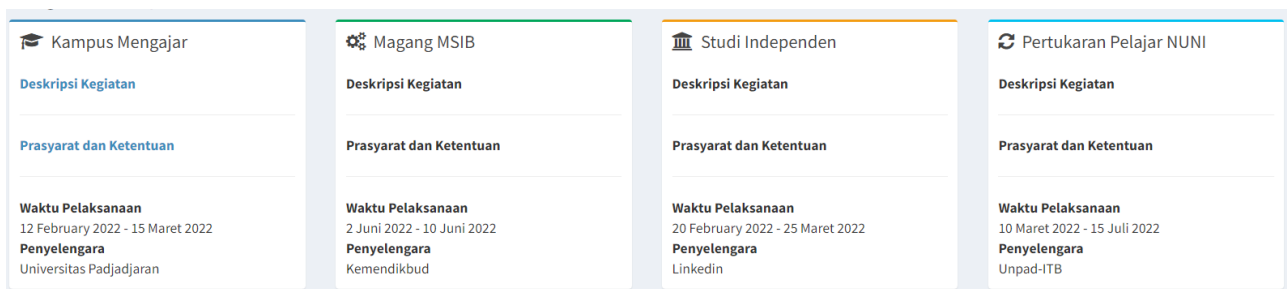 Kampus Mengajar
Deskripsi Kegiatan
Prasyarat dan Ketentuan
Waktu Pelaksanaan
12 February 2022 - 15 Maret 2022
Penyelengara
Universitas Padjadjaran
Magang MSIB
Deskripsi Kegiatan
Prasyarat dan Ketentuan
Waktu Pelaksanaan
2 Juni 2022 - 10 Juni 2022
Penyelengara
Kemendikbud
Studi Independen
Deskripsi Kegiatan
Prasyarat dan Ketentuan
Waktu Pelaksanaan
20 February 2022 - 25 Maret 2022
Penyelengara
Linkedin
Pertukaran Pelajar NUNI
Deskripsi Kegiatan
Prasyarat dan Ketentuan
Waktu Pelaksanaan
10 Maret 2022 - 15 Juli 2022
Penyelengara
Unpad-ITB